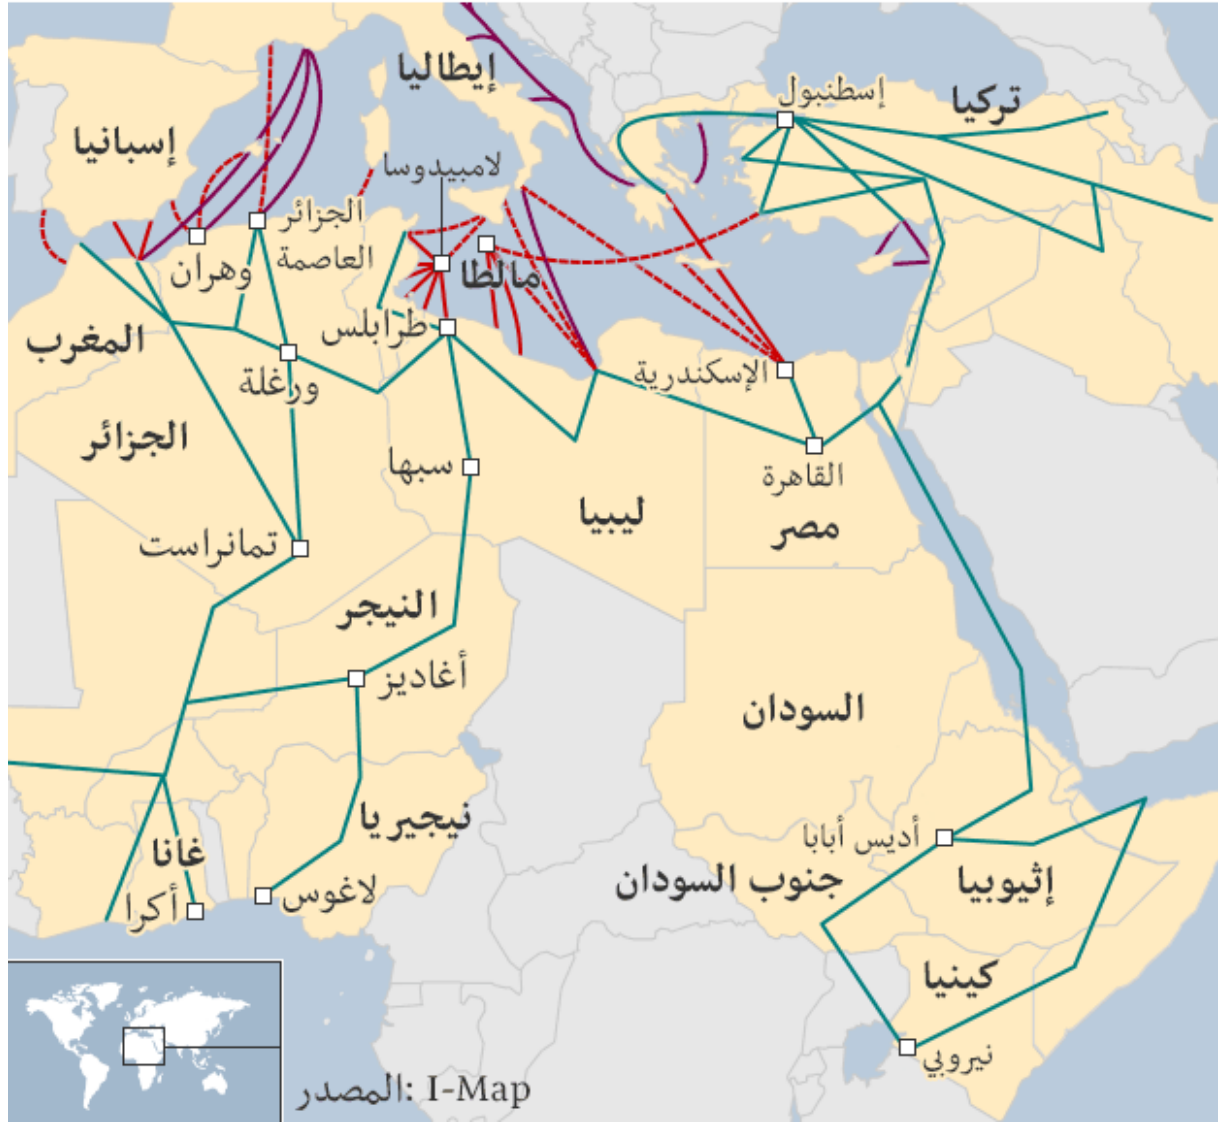 إيطاليا
إسطنبول
تركيا
إسبانيا
لامبيدوسا
الجزائر
العاصمة
وهران
مالطا
طرابلس
المغرب
ورغلة
الإسكندرية
الجزائر
سبها
القاهرة
ليبيا
مصر
تمانراست
النيجر
أغاديز
السودان
نيجيريا
غانا
أديس أبابا
جنوب السودان
إثيوبيا
لاغوس
أكرا
كينيا
نيروبي
المصدر: I-Map